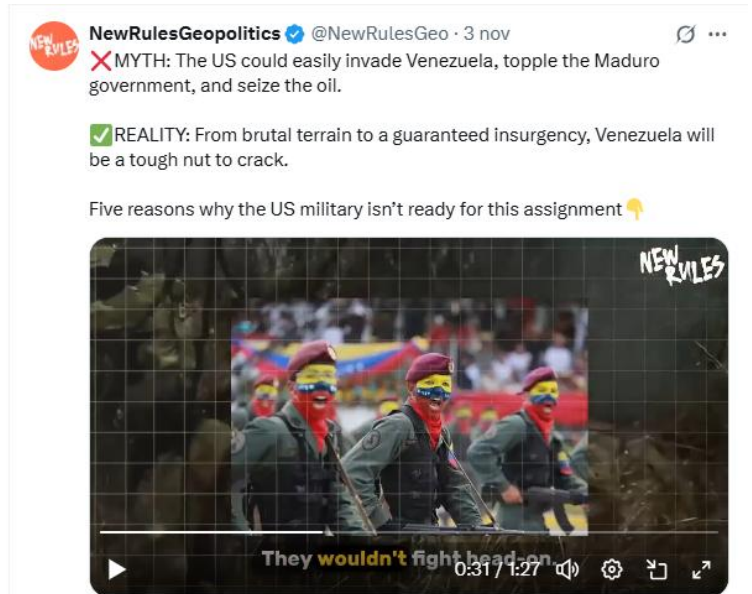 NEW RULES
NewRulesGeopolitics @NewRulesGeo · 3 nov
❌MYTH: The US could easily invade Venezuela, topple the Maduro
government, and seize the oil.
✅REALITY: From brutal terrain to a guaranteed insurgency, Venezuela will
be a tough nut to crack.
Five reasons why the US military isn’t ready for this assignment👇
NEW
RULES
They wouldn't fight head-on.
0:31 / 1:27